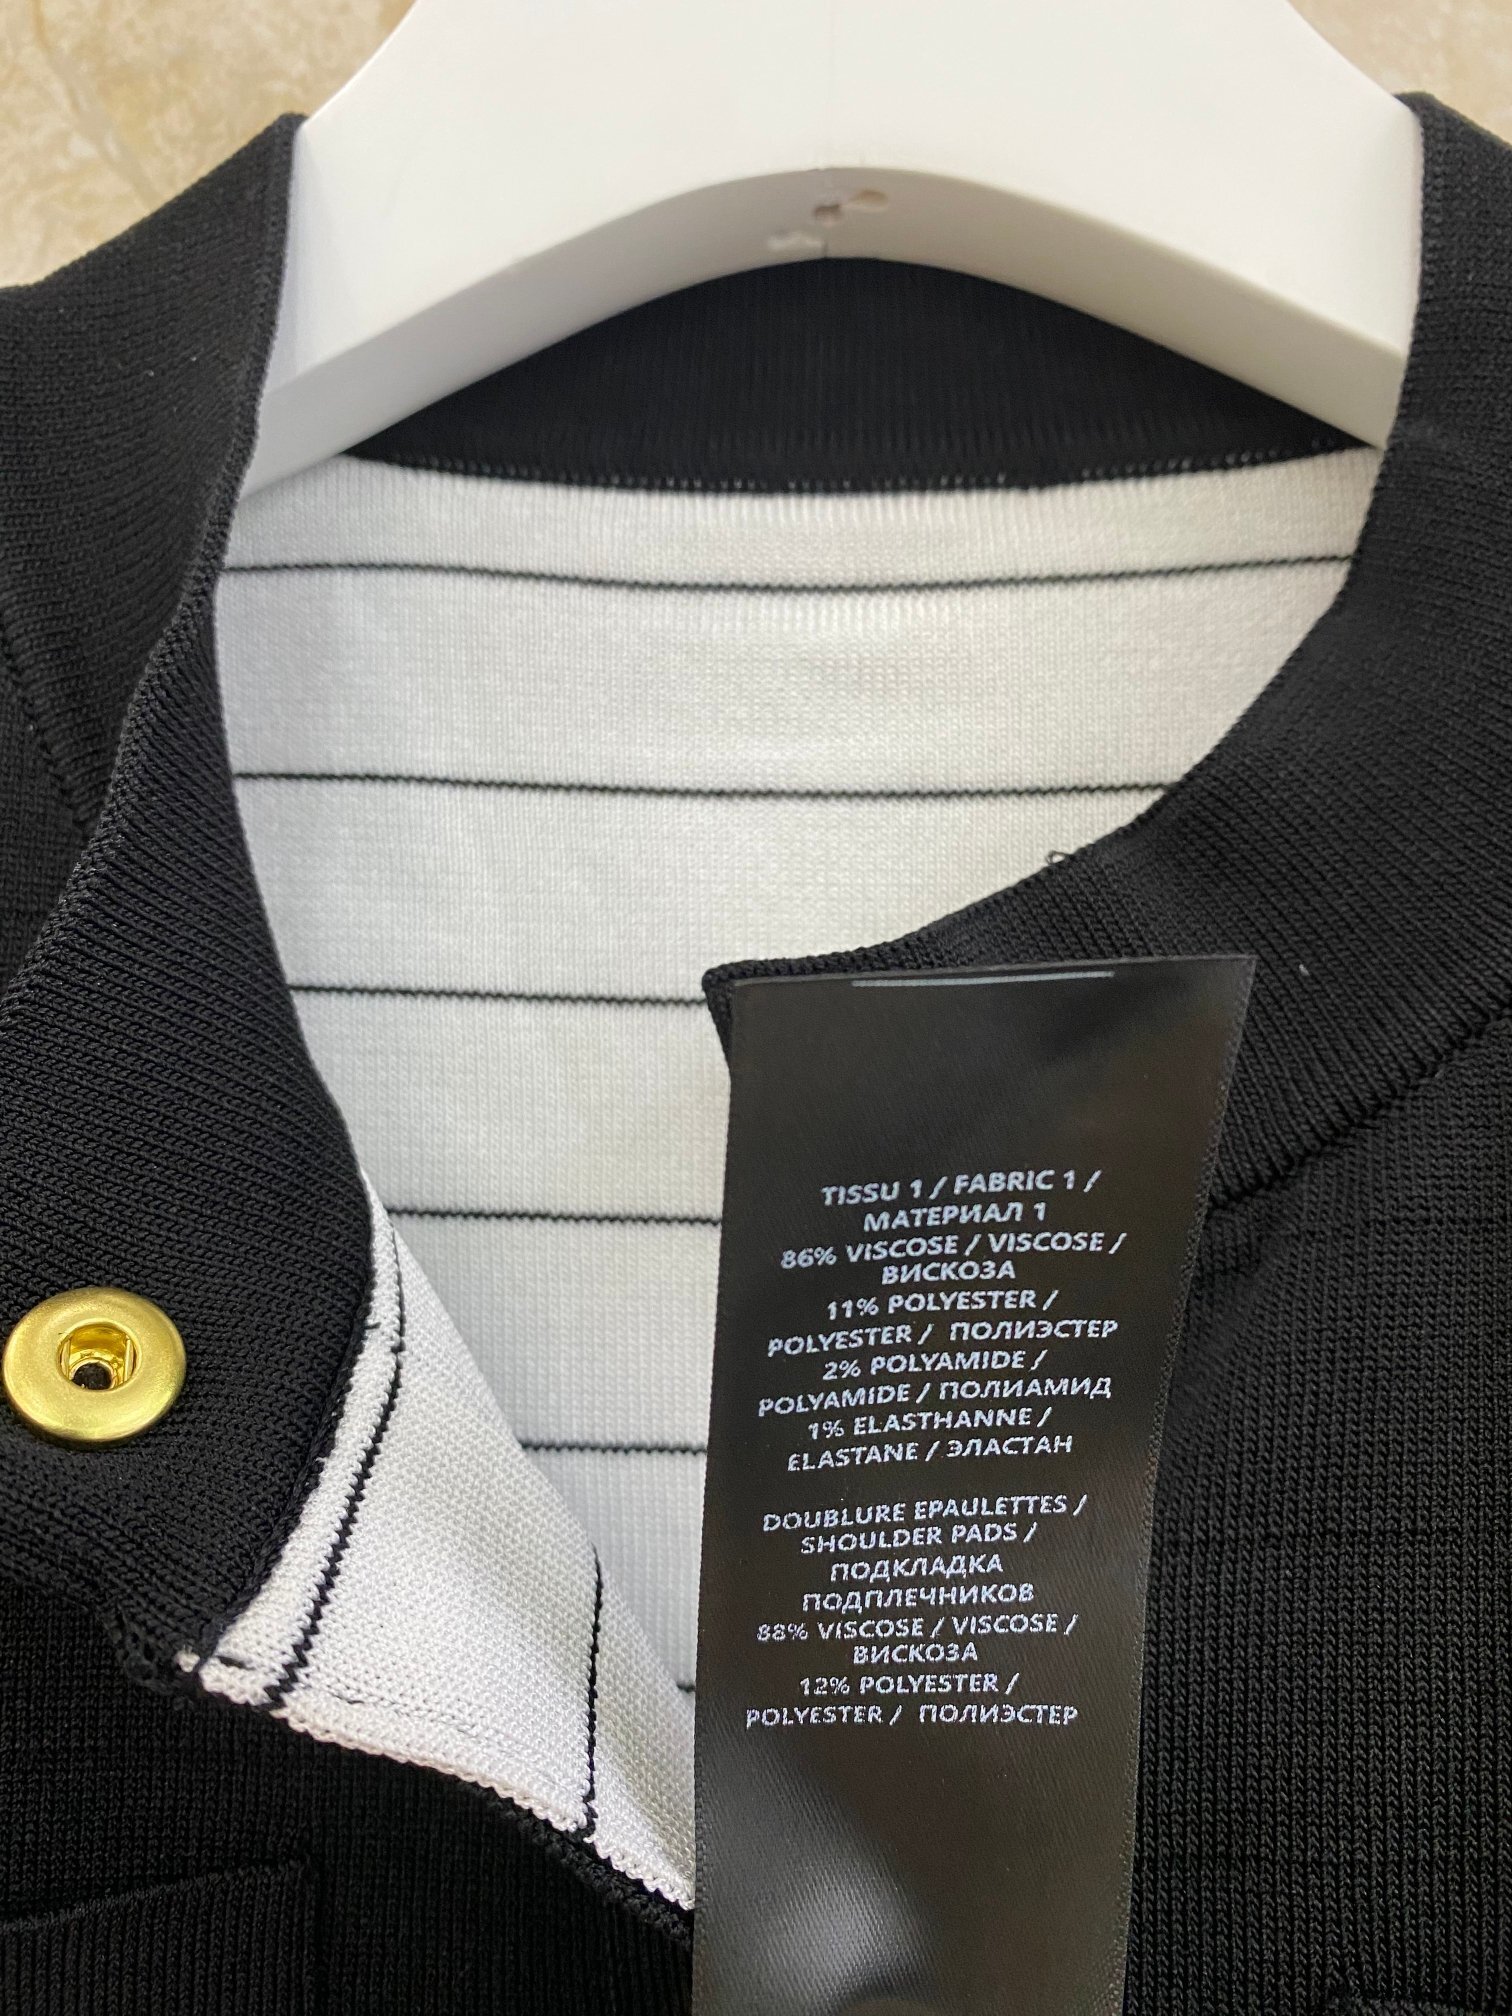 TISSU 1 / FABRIC 1 /
МАТЕРИАЛ 1
86% VISCOSE / VISCOSE /
ВИСКОЗА
11% POLYESTER /
POLYESTER / ПОЛИЭСТЕР
2% POLYAMIDE /
POLYAMIDE / ПОЛИАМИД
1% ELASTHANNE /
ELASTANE / ЭЛАСТАН
DOUBLURE EPAULETTES /
SHOULDER PADS /
ПОДКЛАДКА
ПОДПЛЕЧНИКОВ
88% VISCOSE / VISCOSE /
ВИСКОЗА
12% POLYESTER /
POLYESTER / ПОЛИЭСТЕР